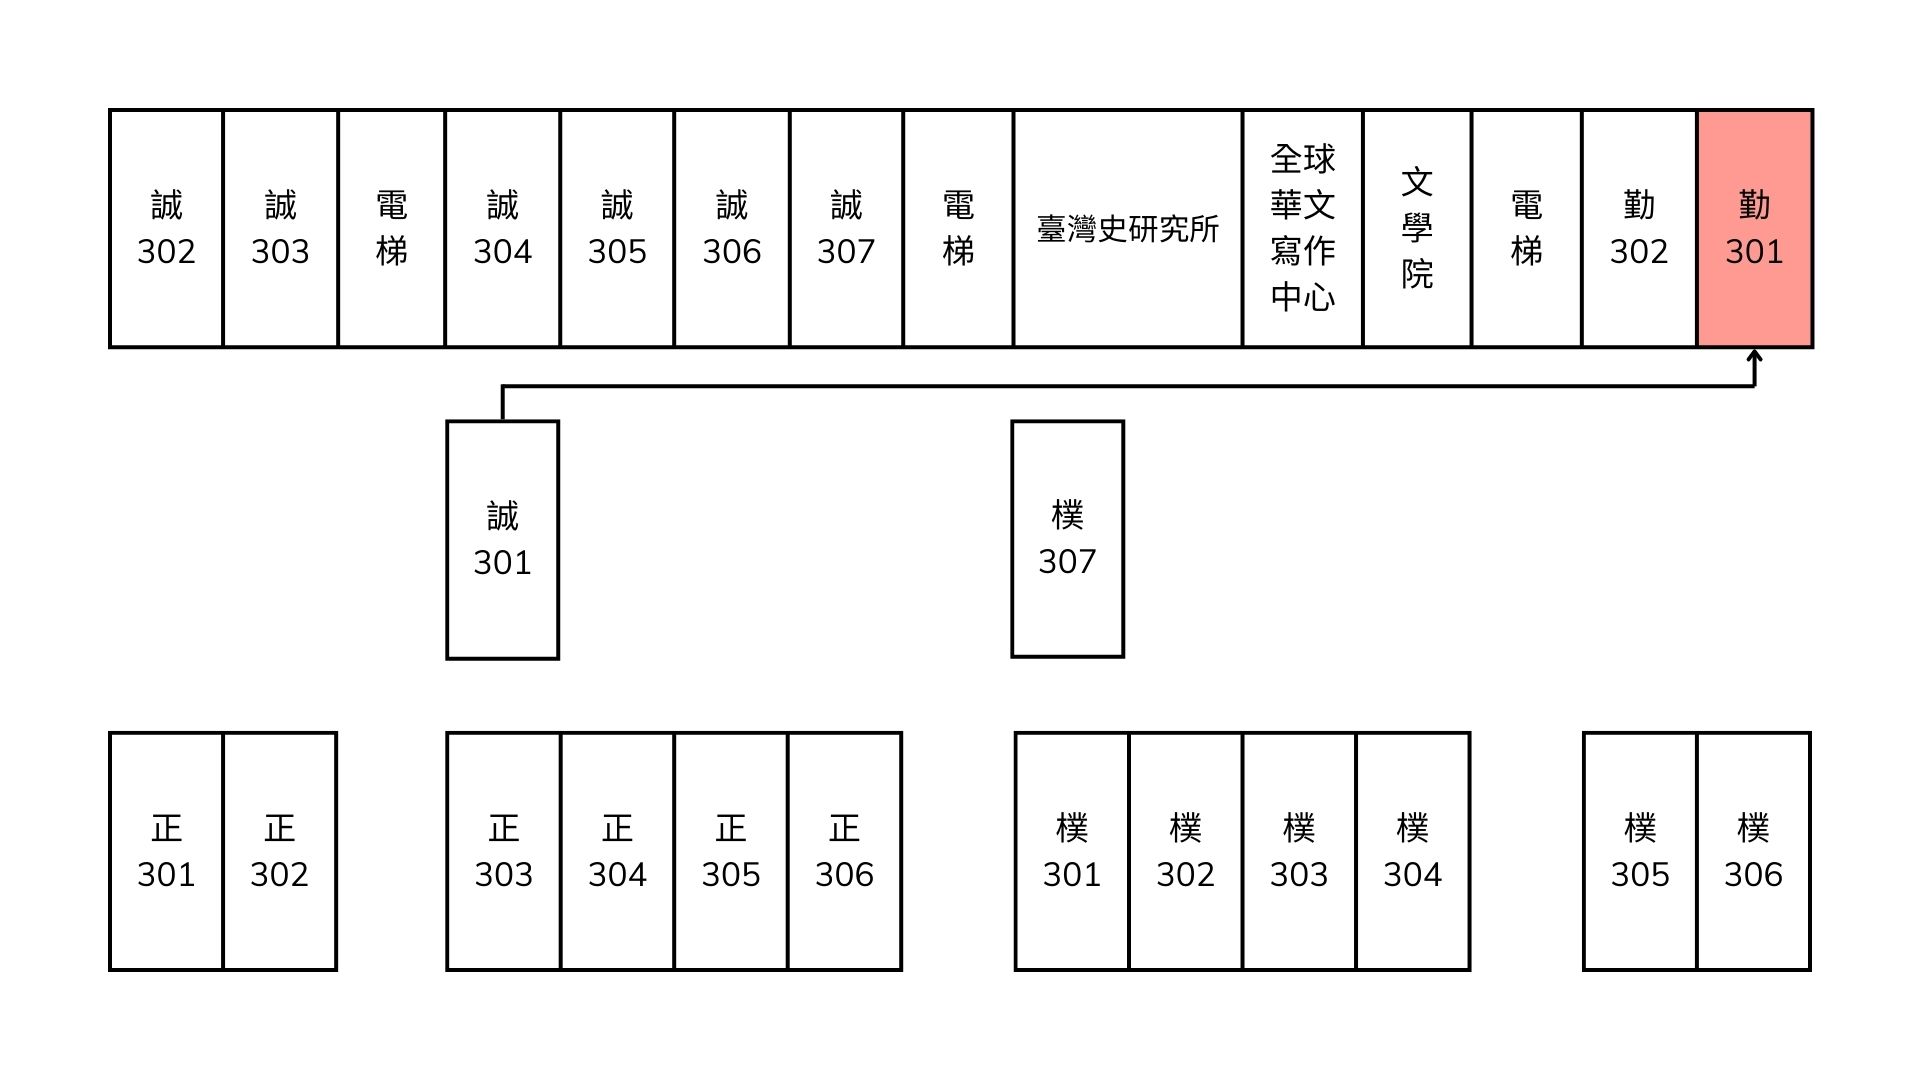 誠
302
誠
303
電
梯
誠
304
誠
305
誠
306
誠
307
電
梯
臺灣史研究所
全球
華文
寫作
中心
文
學
院
電
梯
勤
302
勤
301
誠
301
樸
307
正
301
正
302
正
303
正
304
正
305
正
306
樸
301
樸
302
樸
303
樸
304
樸
305
樸
306